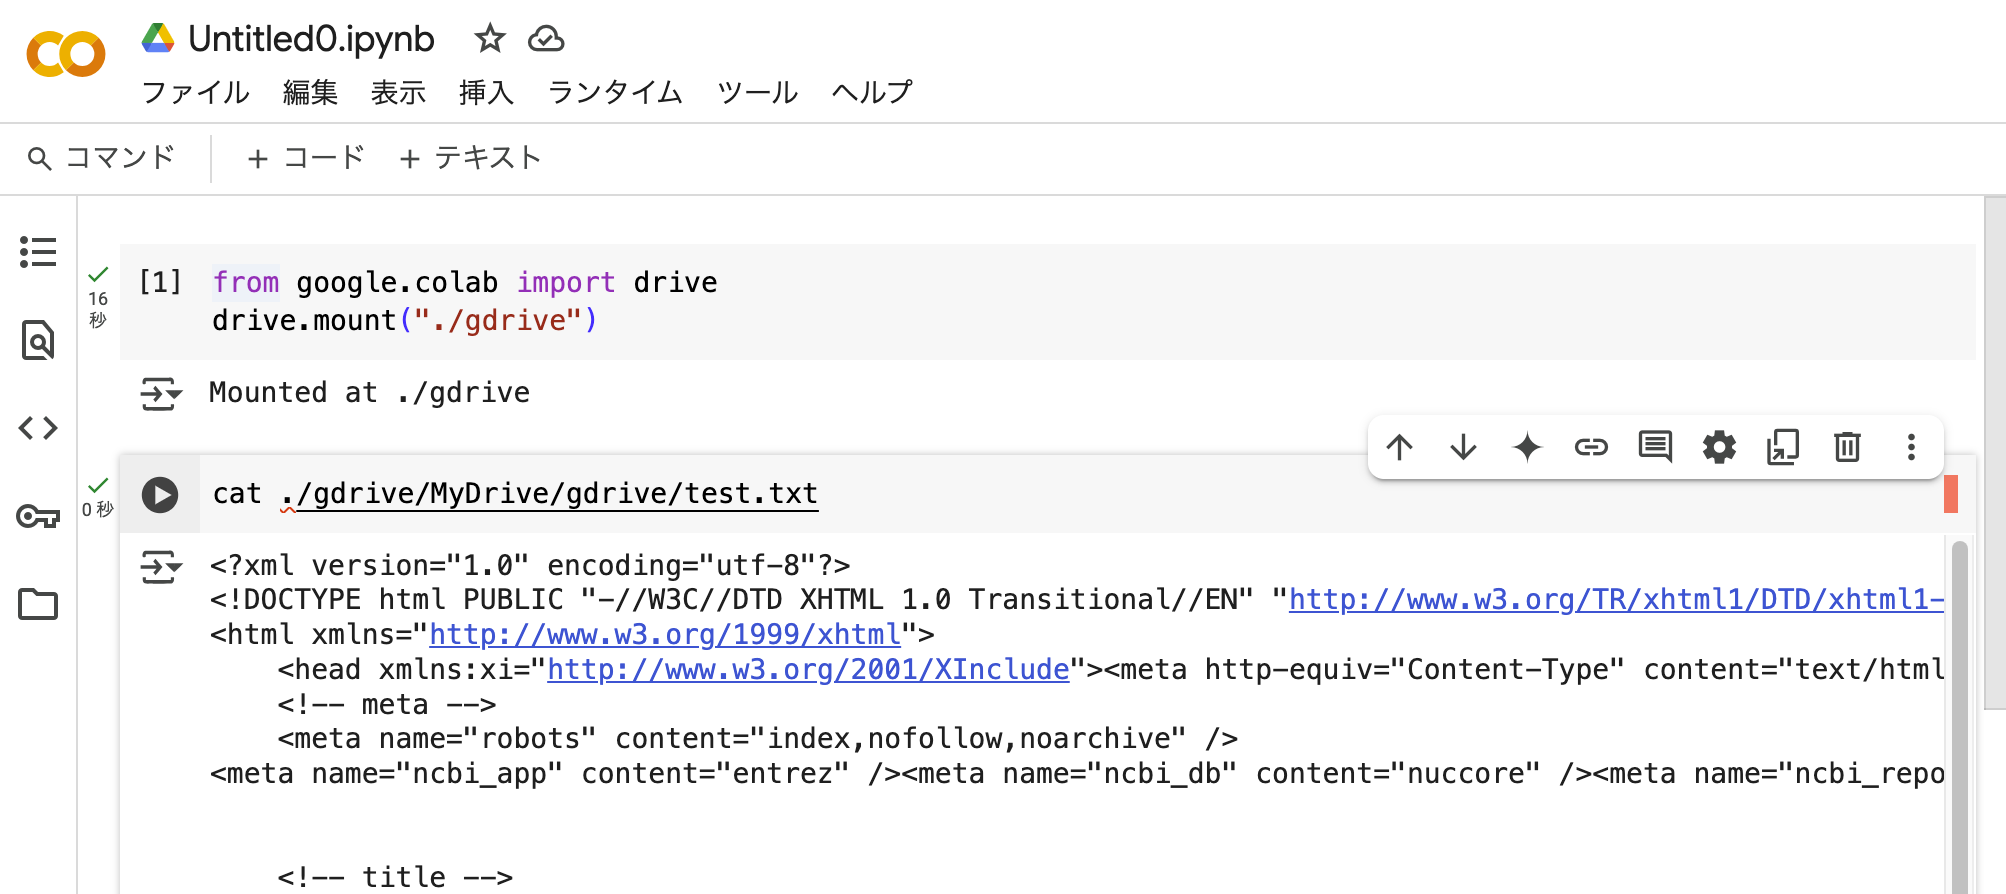 Untitled0.ipynb
ファイル 編集 表示 挿入 ランタイム ツール ヘルプ
コマンド + コード + テキスト
[1] from google.colab import drive
16
秒
drive.mount("./gdrive")
Mounted at ./gdrive
cat ./gdrive/MyDrive/gdrive/test.txt
0 秒
<?xml version="1.0" encoding="utf-8"?>
<!DOCTYPE html PUBLIC "-//W3C//DTD XHTML 1.0 Transitional//EN" "http://www.w3.org/TR/xhtml1/DTD/xhtml1-
<html xmlns="http://www.w3.org/1999/xhtml">
<head xmlns:xi="http://www.w3.org/2001/XInclude"><meta http-equiv="Content-Type" content="text/html
<!-- meta -->
<meta name="robots" content="index,nofollow,noarchive" />
<meta name="ncbi_app" content="entrez" /><meta name="ncbi_db" content="nuccore" /><meta name="ncbi_repo
<!-- title -->